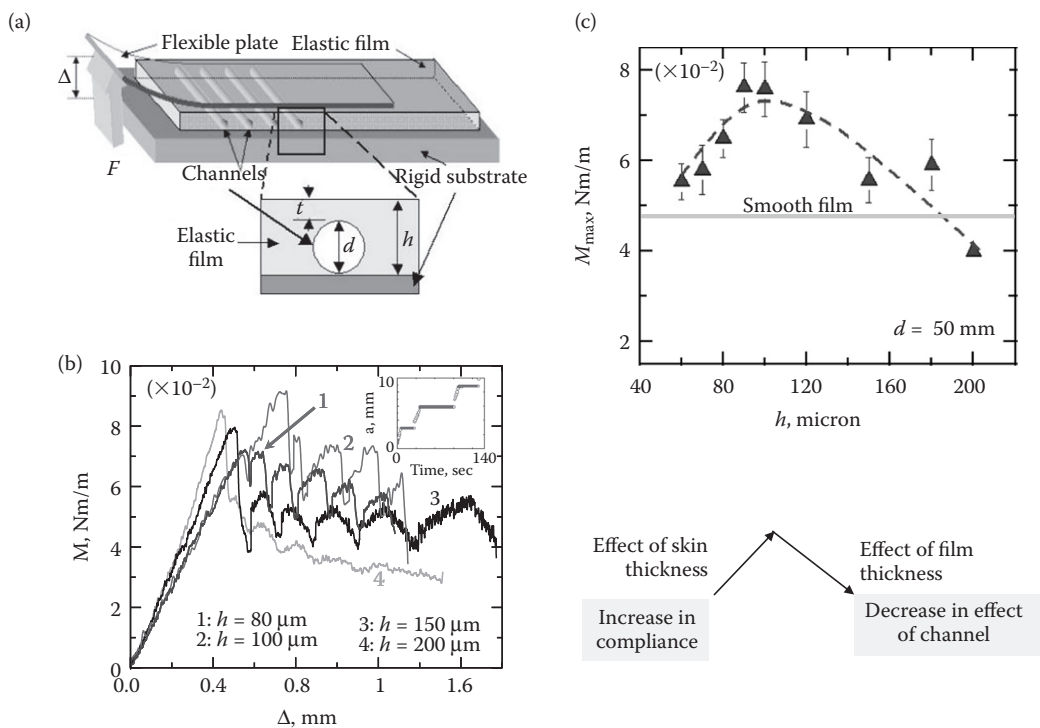 (a)
Flexible plate
Elastic film
Δ
F
Channels
Rigid substrate
t
Elastic
film
d
h
(b)
M, Nm/m
10
8
6
4
2
0
(×10⁻²)
1
2
3
4
a, mm
10
0
0
Time, sec
140
1: h = 80 μm
2: h = 100 μm
3: h = 150 μm
4: h = 200 μm
0.0
0.4
0.8
1
1.6
Δ, mm
(c)
M_max, Nm/m
8
6
4
2
(×10⁻²)
Smooth film
d = 50 mm
40
80
120
160
200
h, micron
Effect of skin
thickness
Effect of film
thickness
Increase in
compliance
Decrease in effect
of channel